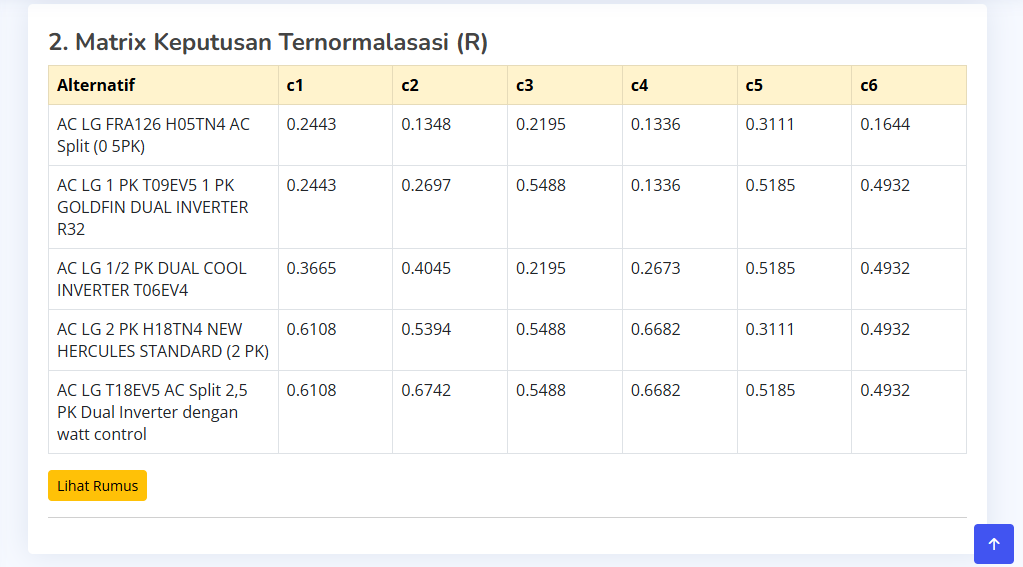 2. Matrix Keputusan Ternormalasasi (R)
Alternatif c1 c2 c3 c4 c5 c6
AC LG FRA126 H05TN4 AC 0.2443 0.1348 0.2195 0.1336 0.3111 0.1644
Split (0 5PK)
AC LG 1 PK T09EV5 1 PK 0.2443 0.2697 0.5488 0.1336 0.5185 0.4932
GOLDFIN DUAL INVERTER
R32
AC LG 1/2 PK DUAL COOL 0.3665 0.4045 0.2195 0.2673 0.5185 0.4932
INVERTER T06EV4
AC LG 2 PK H18TN4 NEW 0.6108 0.5394 0.5488 0.6682 0.3111 0.4932
HERCULES STANDARD (2 PK)
AC LG T18EV5 AC Split 2,5 0.6108 0.6742 0.5488 0.6682 0.5185 0.4932
PK Dual Inverter dengan
watt control
Lihat Rumus